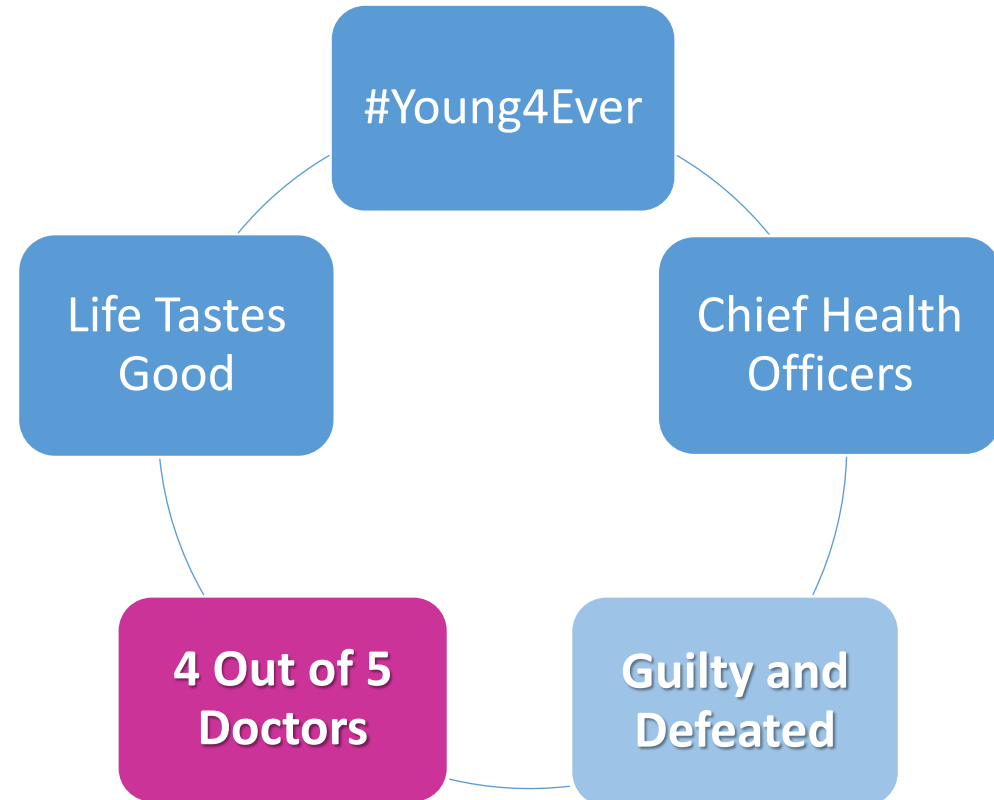 #Young4Ever
Life Tastes
Good
Chief Health
Officers
4 Out of 5
Doctors
Guilty and
Defeated